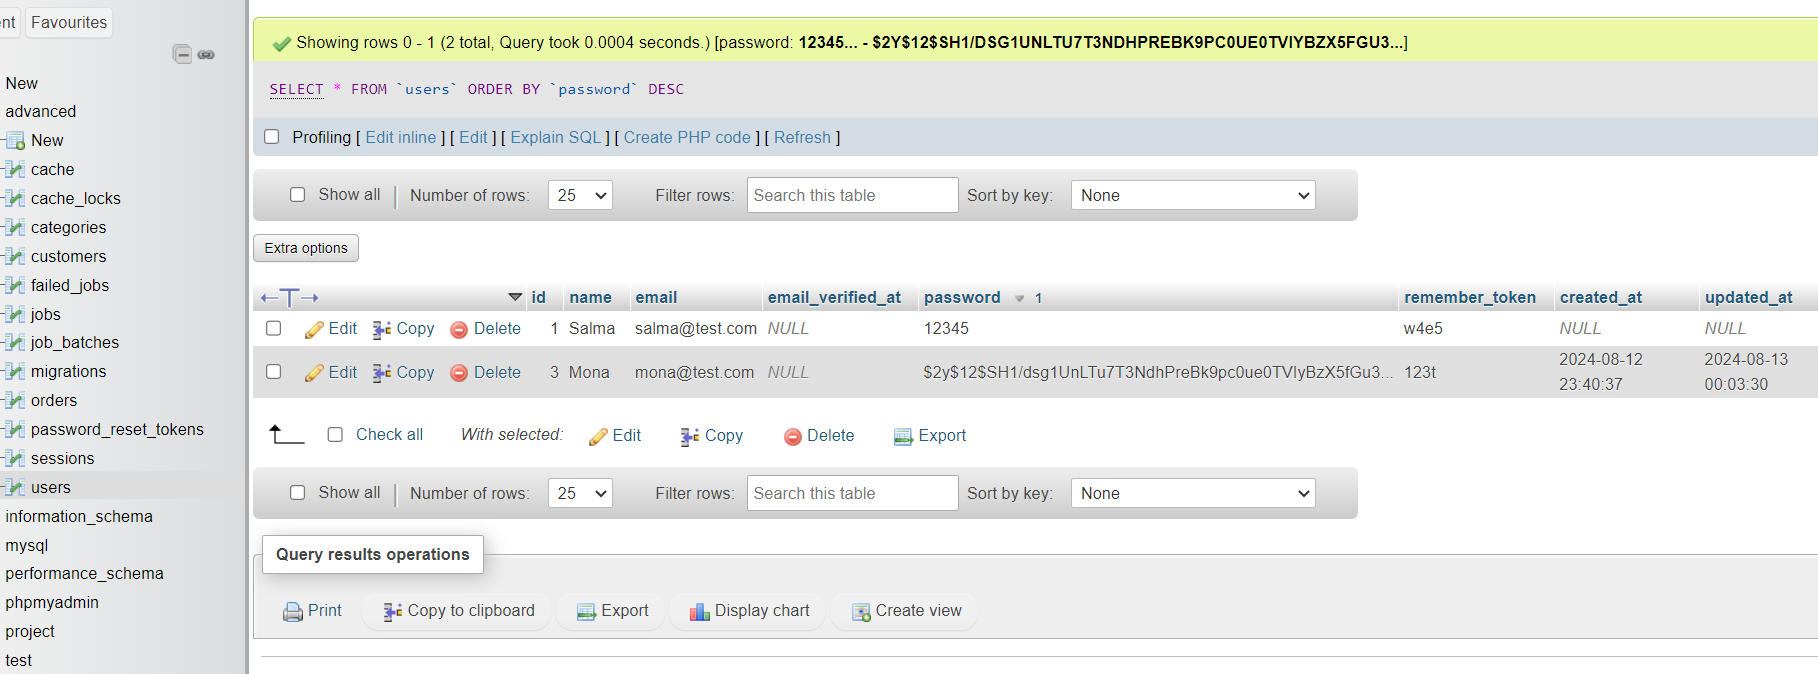 nt Favourites
New
advanced
New
cache
cache_locks
categories
customers
failed_jobs
jobs
job_batches
migrations
orders
password_reset_tokens
sessions
users
information_schema
mysql
performance_schema
phpmyadmin
project
test
Showing rows 0 - 1 (2 total, Query took 0.0004 seconds.) [password: 12345... - $2Y$12$SH1/DSG1UNLTU7T3NDHPREBK9PC0UE0TVIYBZX5FGU3...]
SELECT * FROM `users` ORDER BY `password` DESC
Profiling [ Edit inline ] [ Edit ] [ Explain SQL ] [ Create PHP code ] [ Refresh ]
Show all Number of rows: 25 Filter rows: Search this table Sort by key: None
Extra options
id name email email_verified_at password 1 remember_token created_at updated_at
Edit Copy Delete 1 Salma salma@test.com NULL 12345 w4e5 NULL NULL
Edit Copy Delete 3 Mona mona@test.com NULL $2y$12$SH1/dsg1UnLTu7T3NdhPreBk9pc0ue0TVIyBzX5fGu3... 123t 2024-08-12 2024-08-13
23:40:37 00:03:30
Check all With selected: Edit Copy Delete Export
Show all Number of rows: 25 Filter rows: Search this table Sort by key: None
Query results operations
Print Copy to clipboard Export Display chart Create view